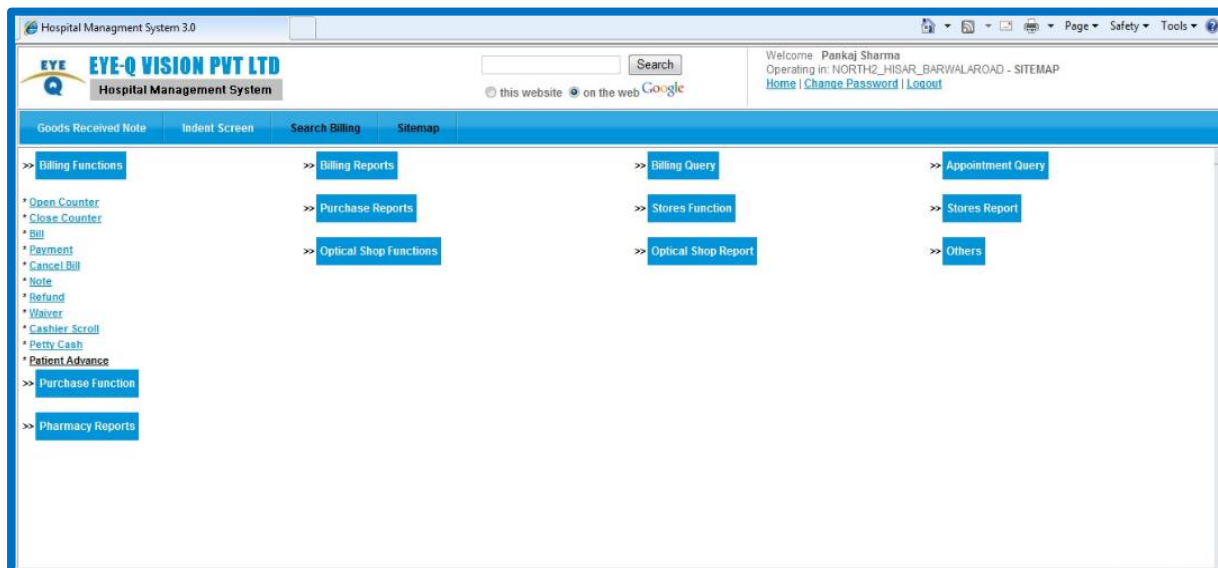 Hospital Managment System 3.0
Page Safety Tools
EYE
Q
EYE-Q VISION PVT LTD
Hospital Management System
Search
this website on the web Google
Welcome Pankaj Sharma
Operating in: NORTH2_HISAR_BARWALAROAD - SITEMAP
Home | Change Password | Logout
Goods Received Note Indent Screen Search Billing Sitemap
>> Billing Functions >> Billing Reports >> Billing Query >> Appointment Query
* Open Counter
* Close Counter
* Bill
* Payment
* Cancel Bill
* Note
* Refund
* Waiver
* Cashier Scroll
* Petty Cash
* Patient Advance
>> Purchase Reports >> Stores Function >> Stores Report
>> Optical Shop Functions >> Optical Shop Report >> Others
>> Purchase Function
>> Pharmacy Reports